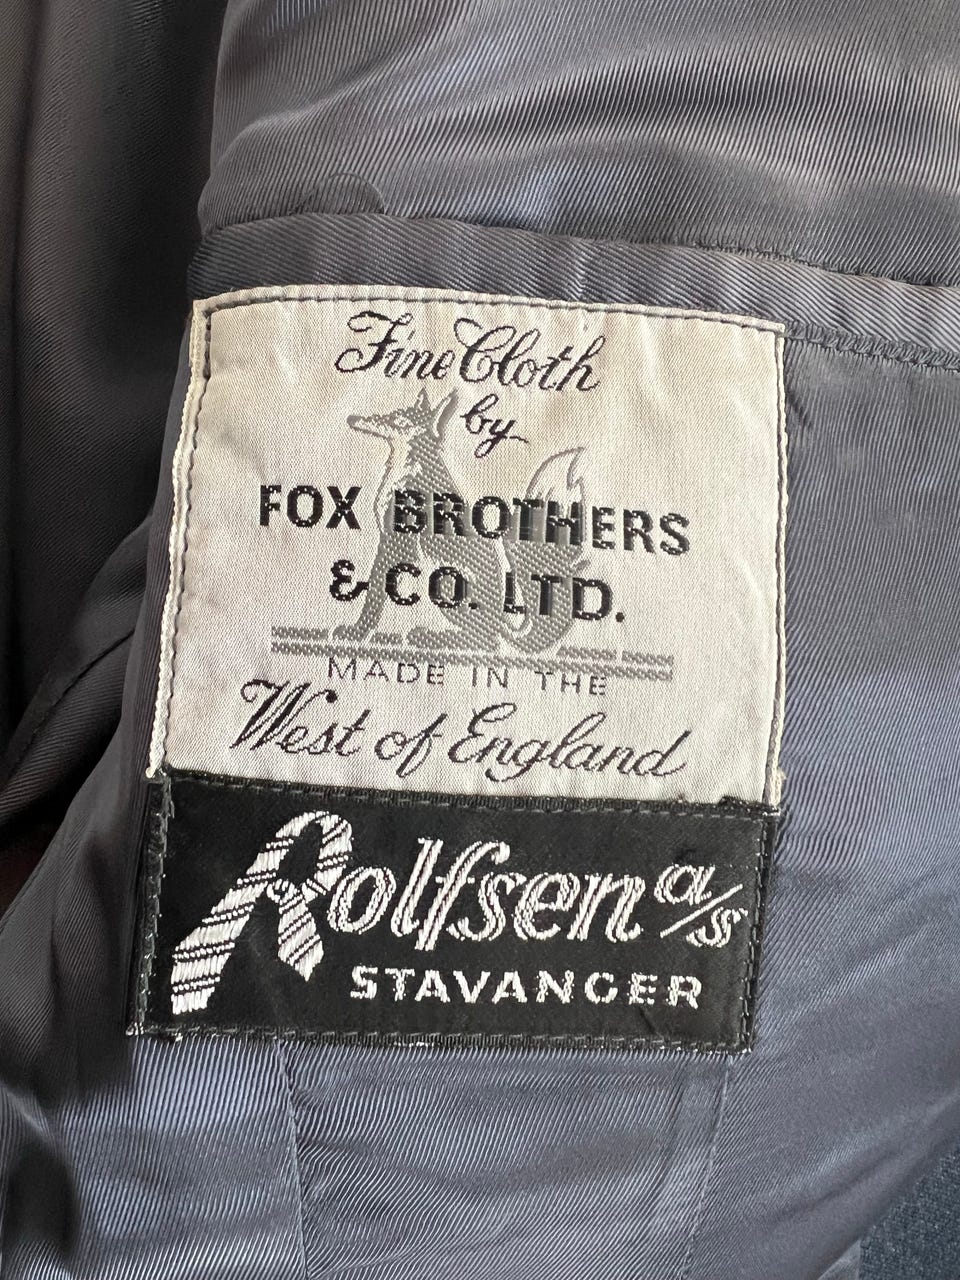 Fine Cloth
by
FOX BROTHERS
& CO. LTD.
MADE IN THE
West of England
Rolfsen a/s
STAVANGER